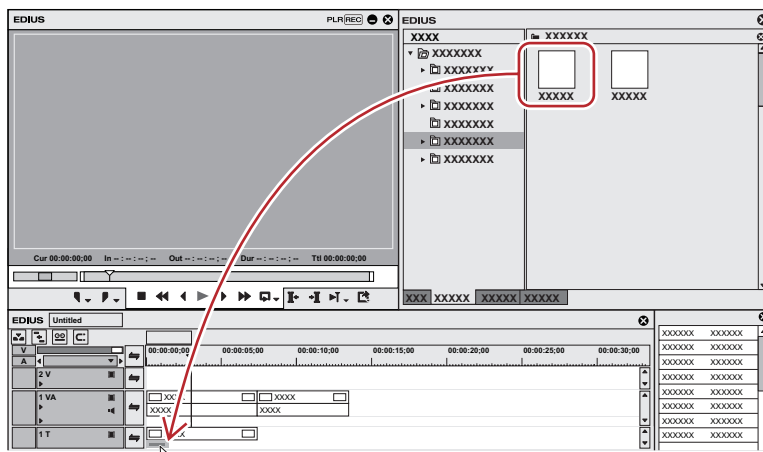 EDIUS PLR REC
EDIUS
XXXX
XXXXXX
XXXXXXX
XXXXXXX
XXXXXXX
XXXXXXX
XXXXXXX
XXXXXXX
XXXXXXX
XXXXX XXXXX
Cur 00:00:00;00 In -- : -- : -- ; -- Out -- : -- : -- ; -- Dur -- : -- : -- ; -- Ttl 00:00:00;00
XXX XXXXX XXXXX XXXXX
EDIUS Untitled
V
A
00:00:00;00 00:00:05;00 00:00:10;00 00:00:15;00 00:00:20;00 00:00:25;00 00:00:30;00
2 V
1 VA
XXXX
XXXX XXXX
1 T
XXXXXX XXXXXX
XXXXXX XXXXXX
XXXXXX XXXXXX
XXXXXX XXXXXX
XXXXXX XXXXXX
XXXXXX XXXXXX
XXXXXX XXXXXX
XXXXXX XXXXXX